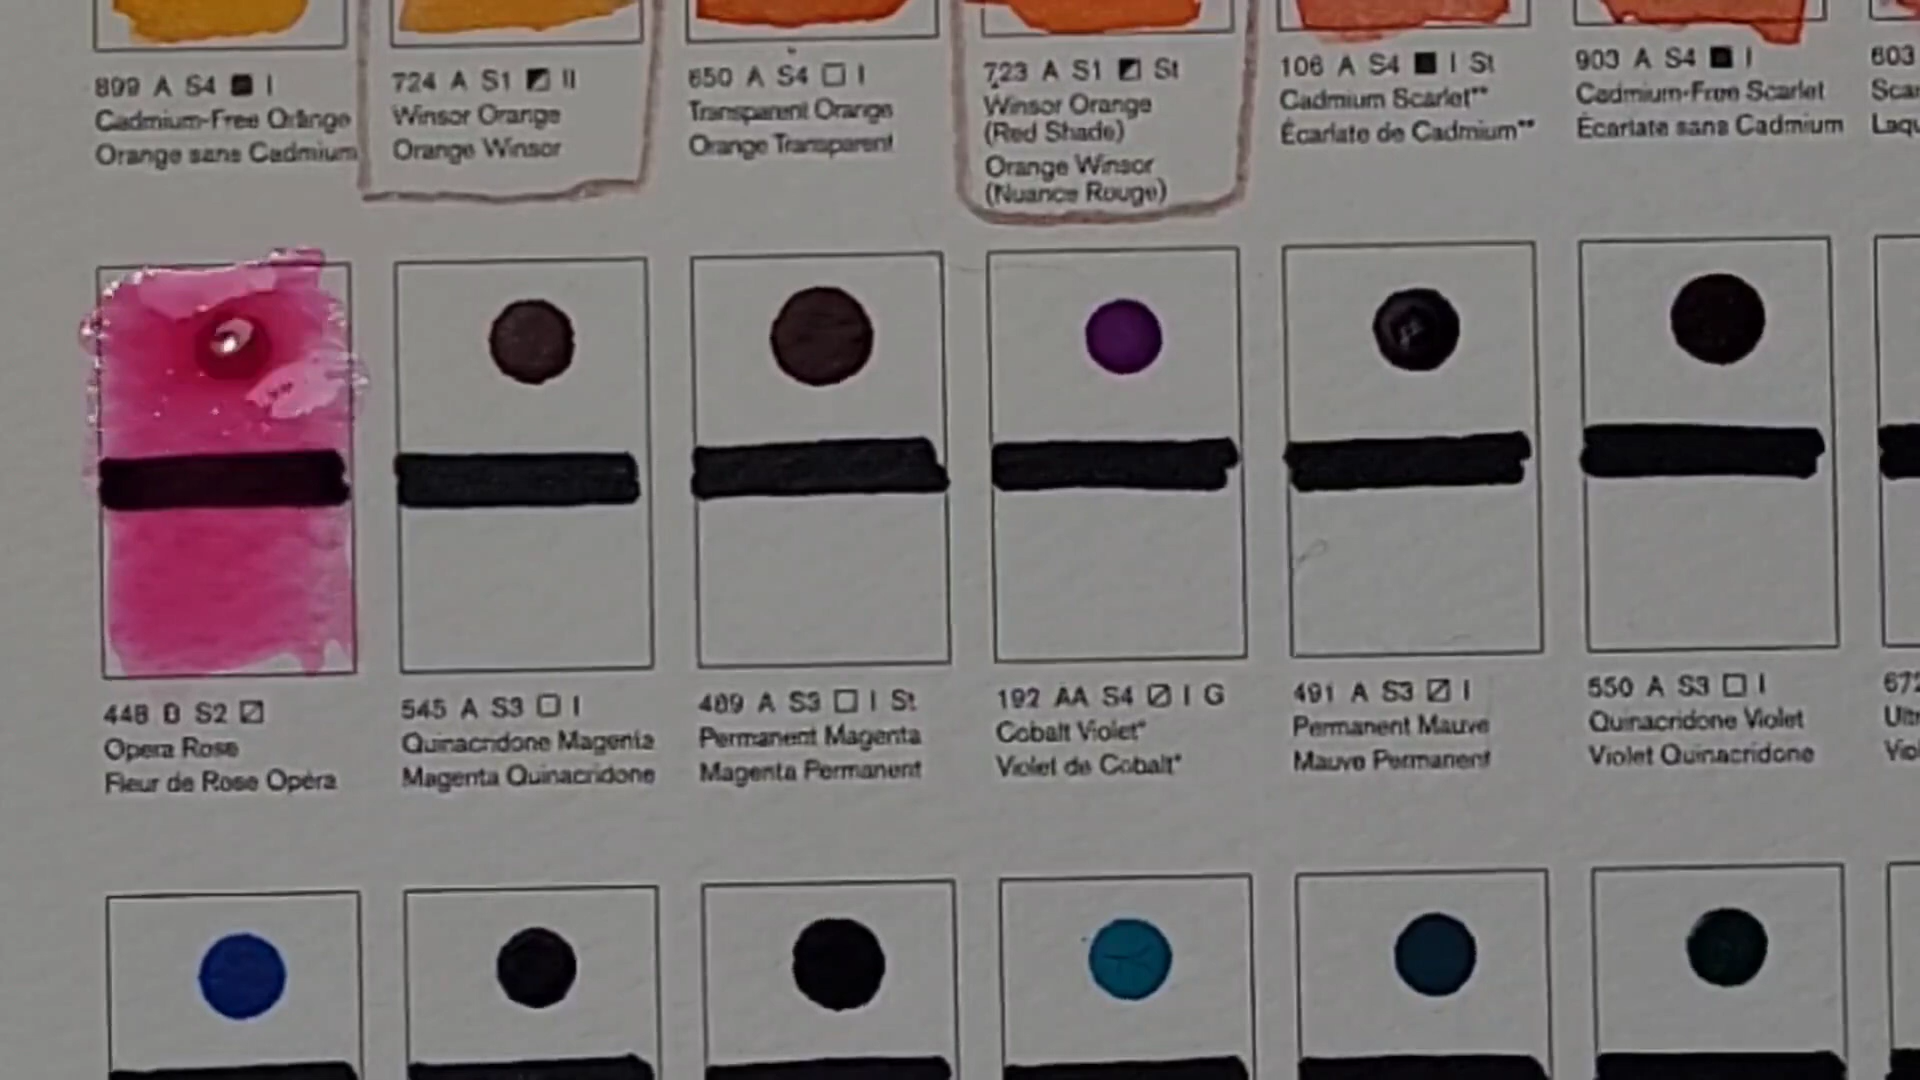 899 A S4 ■ I
Cadmium-Free Orange
Orange sans Cadmium
724 A S1 ◪ II
Winsor Orange
Orange Winsor
650 A S4 □ I
Transparent Orange
Orange Transparent
723 A S1 ◪ St
Winsor Orange
(Red Shade)
Orange Winsor
(Nuance Rouge)
106 A S4 ■ I St
Cadmium Scarlet**
Écarlate de Cadmium**
903 A S4 ■ I
Cadmium-Free Scarlet
Écarlate sans Cadmium
603
448 B S2 ⍁
Opera Rose
Fleur de Rose Opéra
545 A S3 □ I
Quinacridone Magenta
Magenta Quinacridone
489 A S3 □ I St
Permanent Magenta
Magenta Permanent
192 AA S4 ⍁ I G
Cobalt Violet*
Violet de Cobalt*
491 A S3 ⍁ I
Permanent Mauve
Mauve Permanent
550 A S3 □ I
Quinacridone Violet
Violet Quinacridone
672